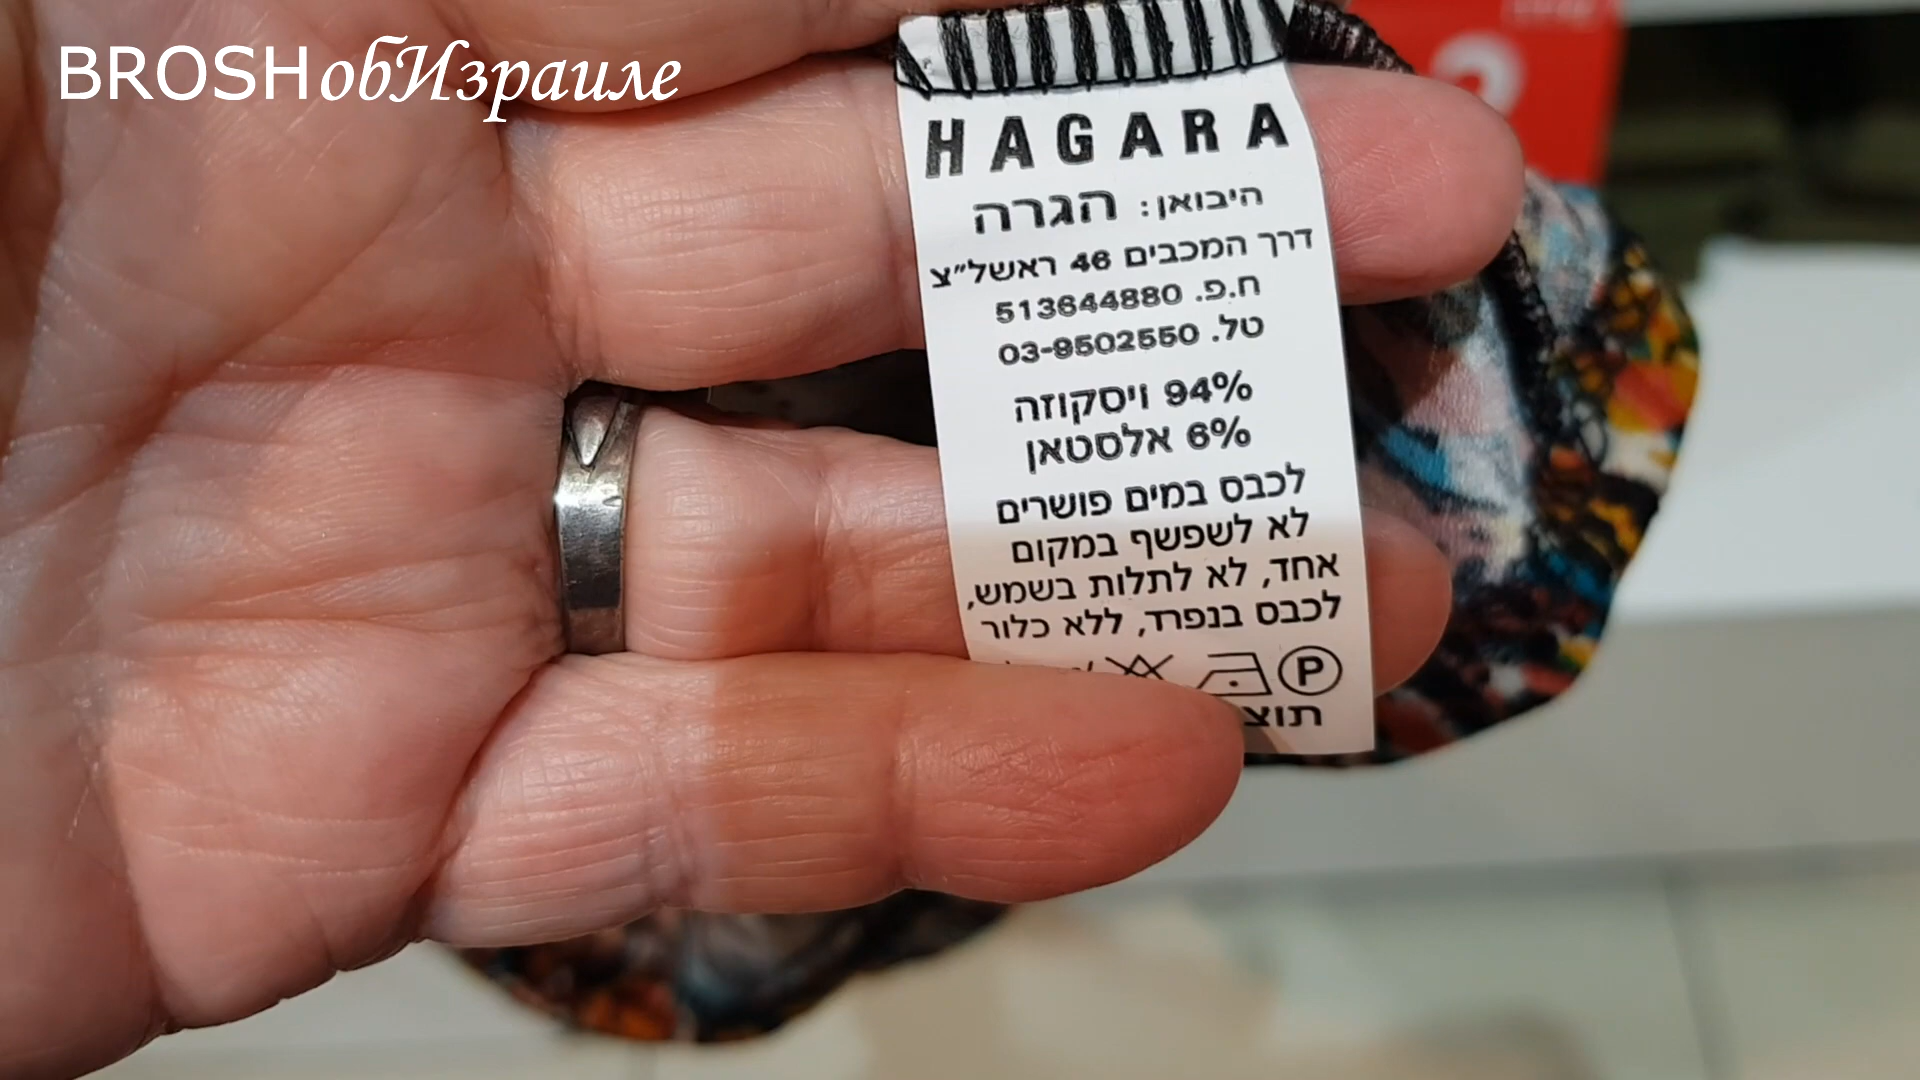 BROSHобИзраиле
HAGARA
היבואן: הגרה
דרך המכבים 46 ראשל"צ
ח.פ. 513644880
טל. 03-9502550
94% ויסקוזה
6% אלסטאן
לכבס במים פושרים
לא לשפשף במקום
אחד, לא לתלות בשמש,
לכבס בנפרד, ללא כלור
P